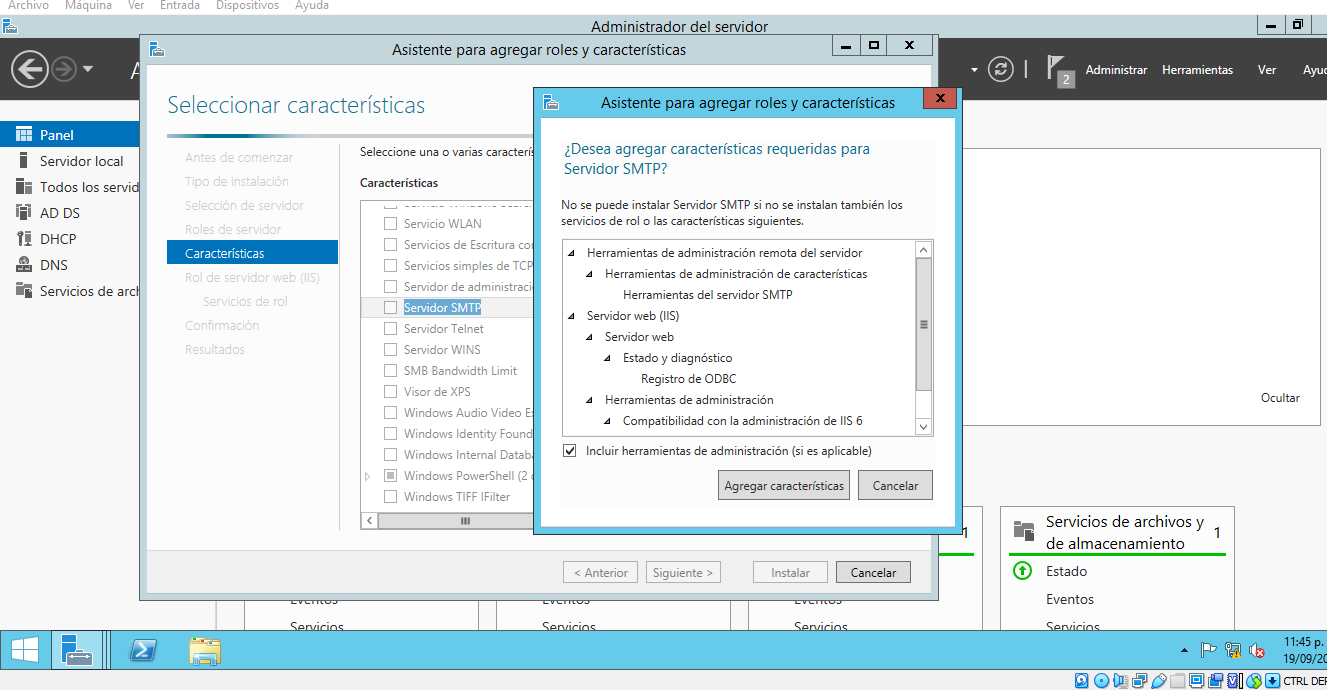 Archivo Máquina Ver Entrada Dispositivos Ayuda
Administrador del servidor
2
Administrar Herramientas Ver
Panel
Servidor local
Todos los servid
AD DS
DHCP
DNS
Servicios de arch
Asistente para agregar roles y características
Seleccionar características
Antes de comenzar
Tipo de instalación
Selección de servidor
Roles de servidor
Características
Rol de servidor web (IIS)
Servicios de rol
Confirmación
Resultados
Seleccione una o varias caracterís
Características
Servicio WLAN
Servicios de Escritura co
Servicios simples de TCP
Servidor de administraci
Servidor SMTP
Servidor Telnet
Servidor WINS
SMB Bandwidth Limit
Visor de XPS
Windows Audio Video E
Windows Identity Found
Windows Internal Datab
Windows PowerShell (2
Windows TIFF IFilter
< Anterior
Siguiente >
Instalar
Cancelar
Asistente para agregar roles y características
¿Desea agregar características requeridas para
Servidor SMTP?
No se puede instalar Servidor SMTP si no se instalan también los
servicios de rol o las características siguientes.
Herramientas de administración remota del servidor
Herramientas de administración de características
Herramientas del servidor SMTP
Servidor web (IIS)
Servidor web
Estado y diagnóstico
Registro de ODBC
Herramientas de administración
Compatibilidad con la administración de IIS 6
Incluir herramientas de administración (si es aplicable)
Agregar características
Cancelar
Ocultar
1
Servicios de archivos y
de almacenamiento
1
Estado
Eventos
Servicios
Eventos
Servicios
Eventos
Servicios
Eventos
Servicios
11:45 p.
19/09/20
CTRL DER